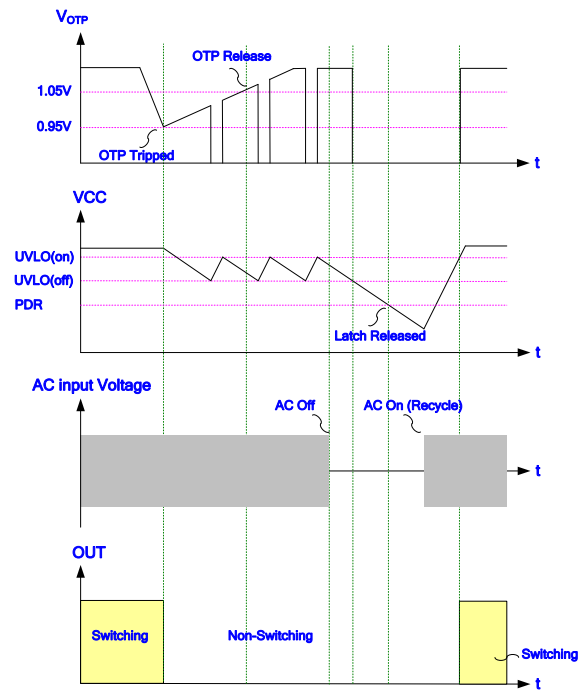 VOTP
OTP Release
1.05V
0.95V
OTP Tripped
t
VCC
UVLO(on)
UVLO(off)
PDR
Latch Released
t
AC input Voltage
AC Off
AC On (Recycle)
t
OUT
Switching
Non-Switching
Switching
t